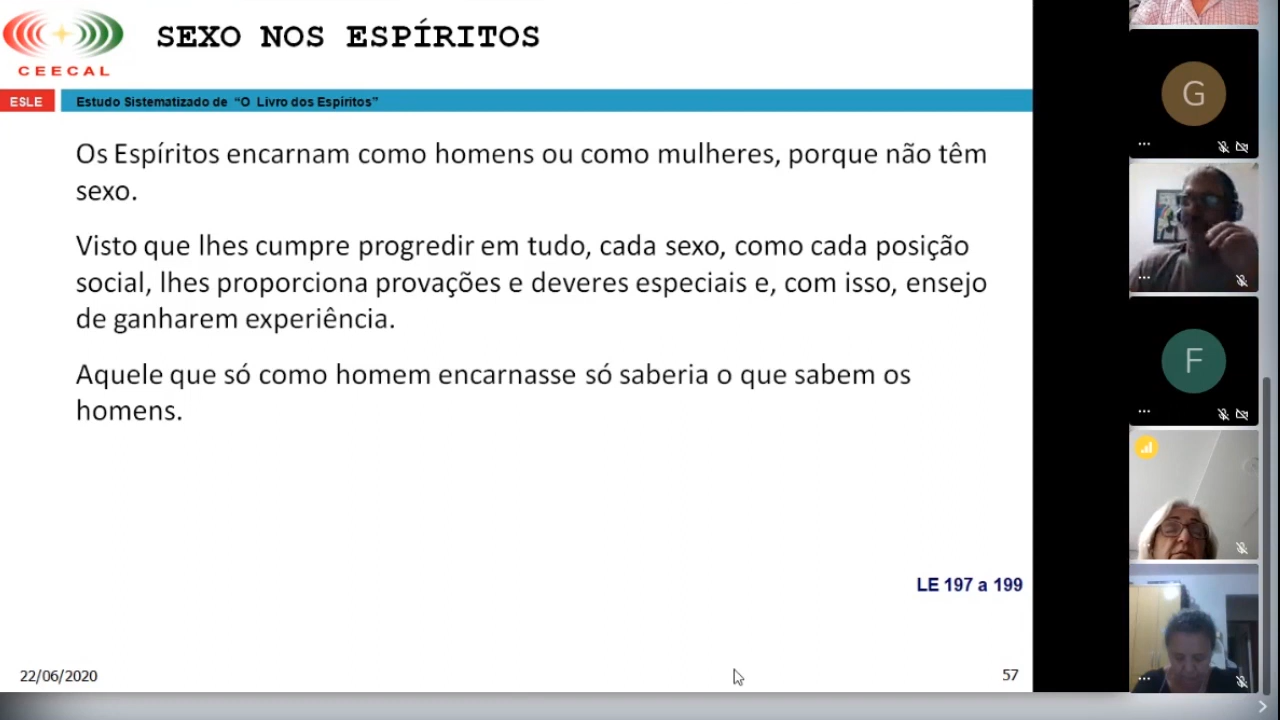 SEXO NOS ESPÍRITOS
CEECAL
ESLE
Estudo Sistematizado de “O Livro dos Espíritos”
Os Espíritos encarnam como homens ou como mulheres, porque não têm
sexo.
Visto que lhes cumpre progredir em tudo, cada sexo, como cada posição
social, lhes proporciona provações e deveres especiais e, com isso, ensejo
de ganharem experiência.
Aquele que só como homem encarnasse só saberia o que sabem os
homens.
LE 197 a 199
22/06/2020
57
G
F